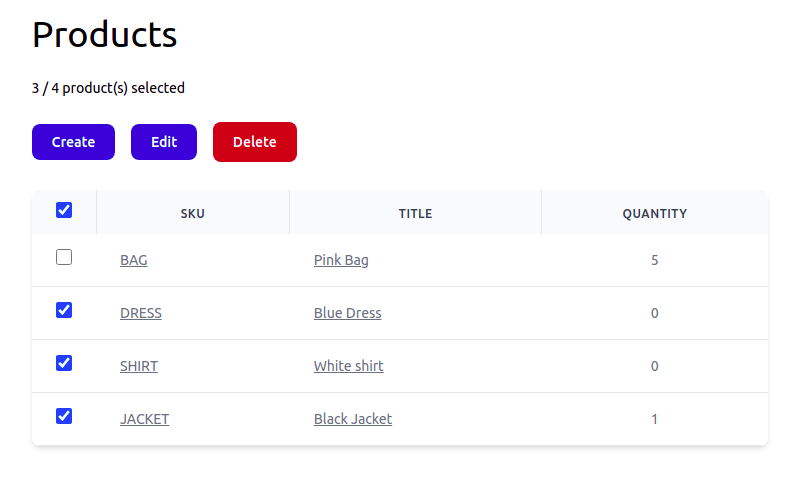 Products
3 / 4 product(s) selected
Create Edit Delete
SKU TITLE QUANTITY
BAG Pink Bag 5
DRESS Blue Dress 0
SHIRT White shirt 0
JACKET Black Jacket 1